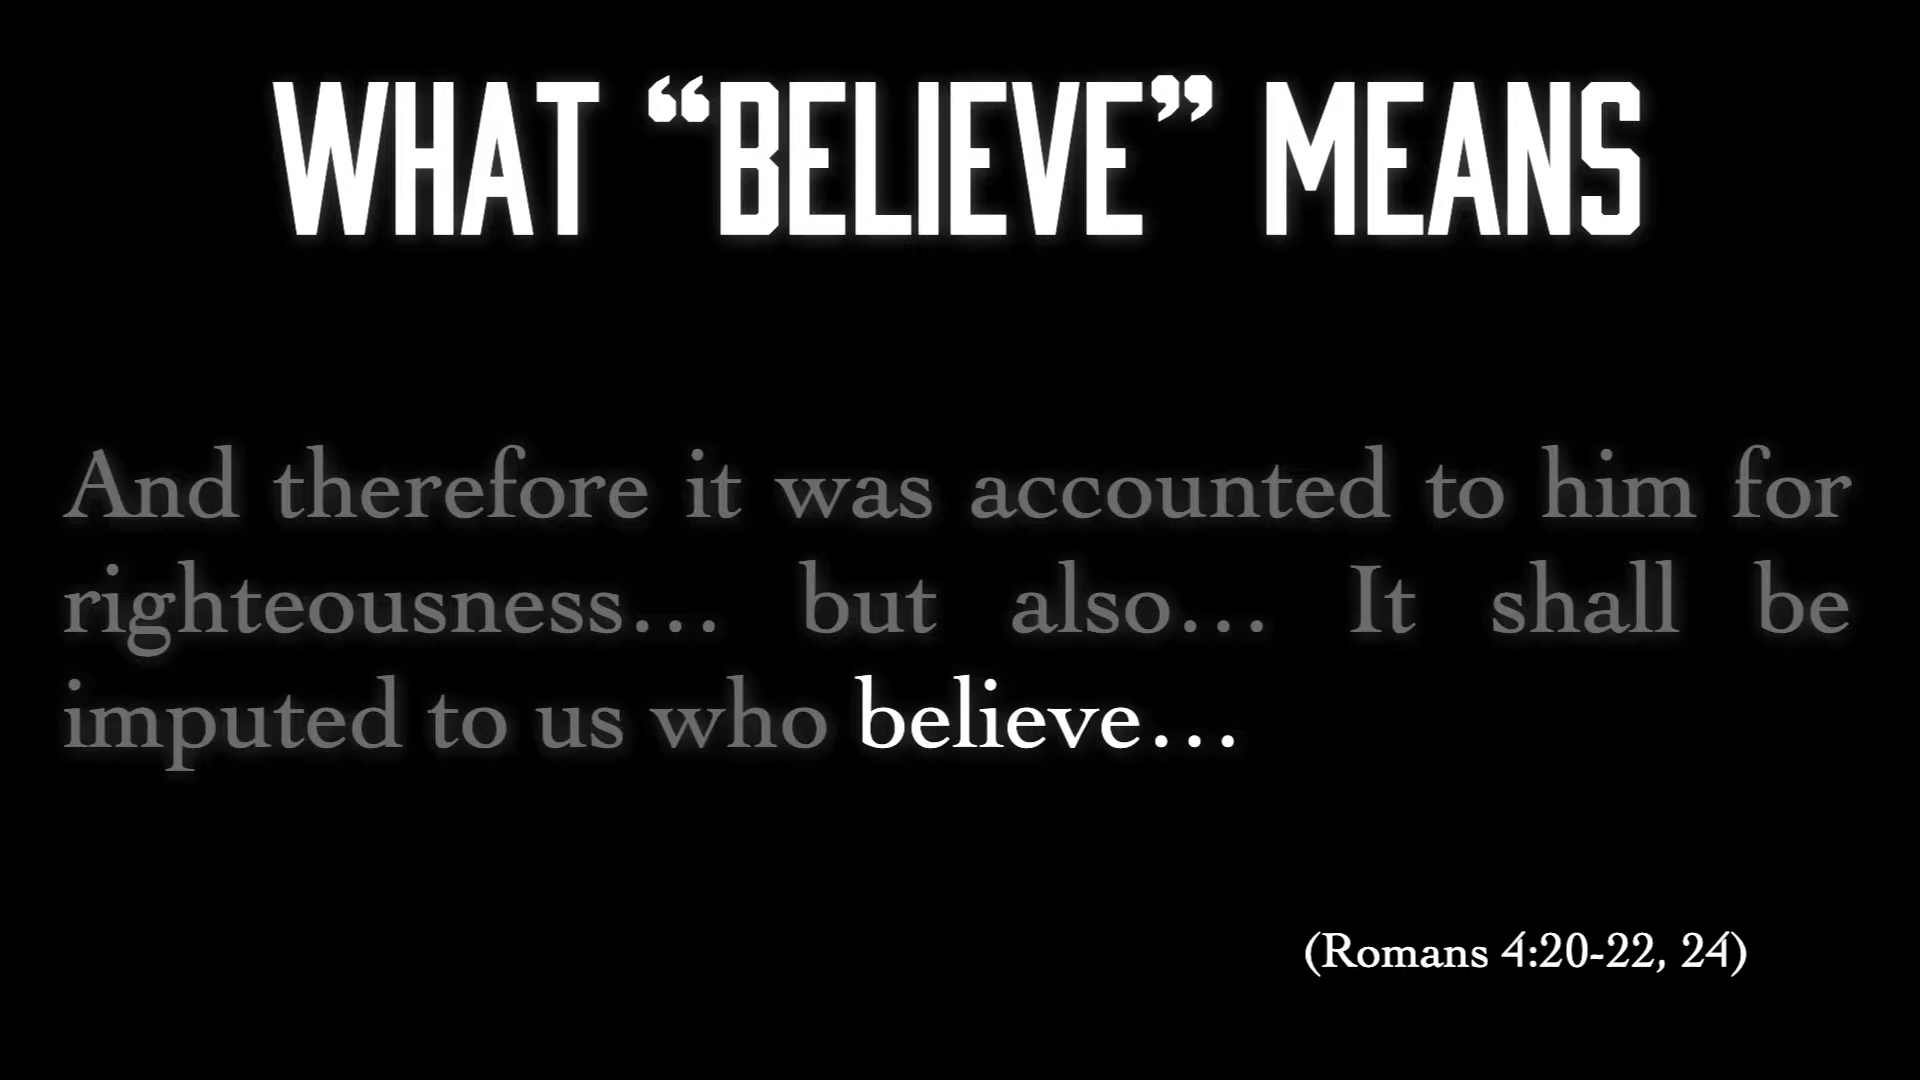 WHAT “BELIEVE” MEANS
And therefore it was accounted to him for
righteousness… but also… It shall be
imputed to us who believe…
(Romans 4:20-22, 24)